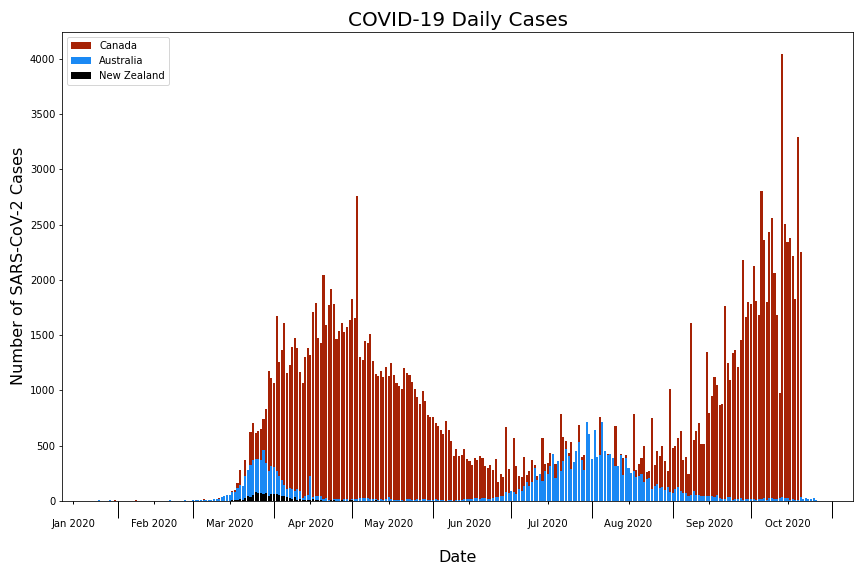 COVID-19 Daily Cases
Canada
Australia
New Zealand
Number of SARS-CoV-2 Cases
4000
3500
3000
2500
2000
1500
1000
500
0
Jan 2020 Feb 2020 Mar 2020 Apr 2020 May 2020 Jun 2020 Jul 2020 Aug 2020 Sep 2020 Oct 2020
Date